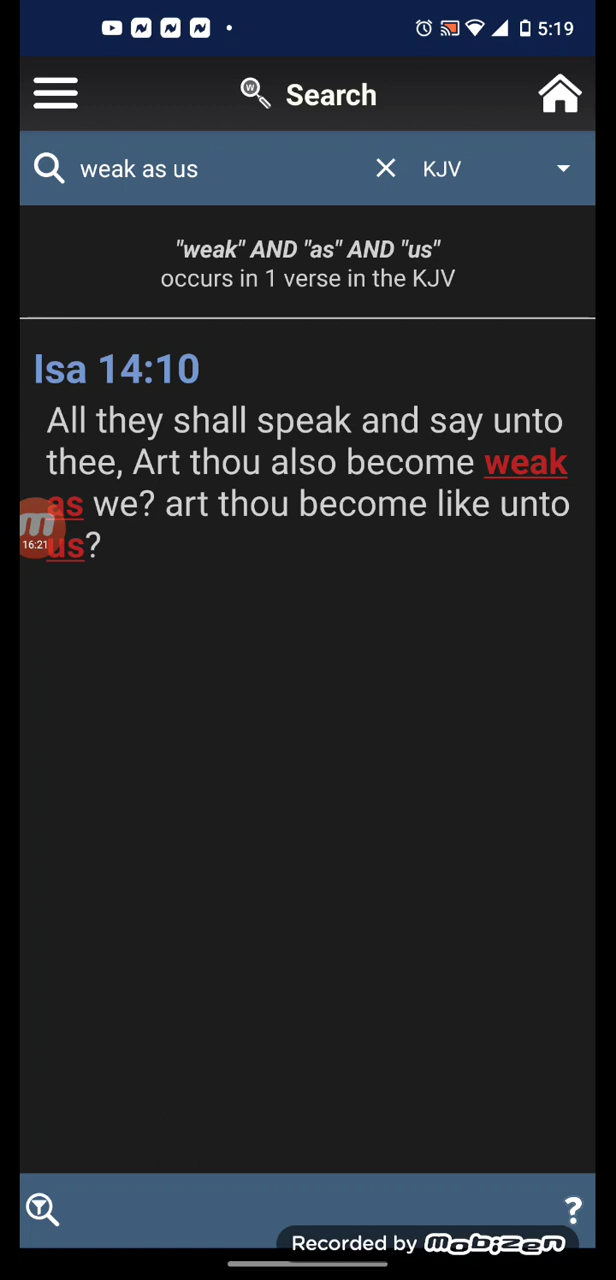 5:19
Search
weak as us
KJV
"weak" AND "as" AND "us"
occurs in 1 verse in the KJV
Isa 14:10
All they shall speak and say unto
thee, Art thou also become weak
as we? art thou become like unto
us?
16:21
?
Recorded by mobizen